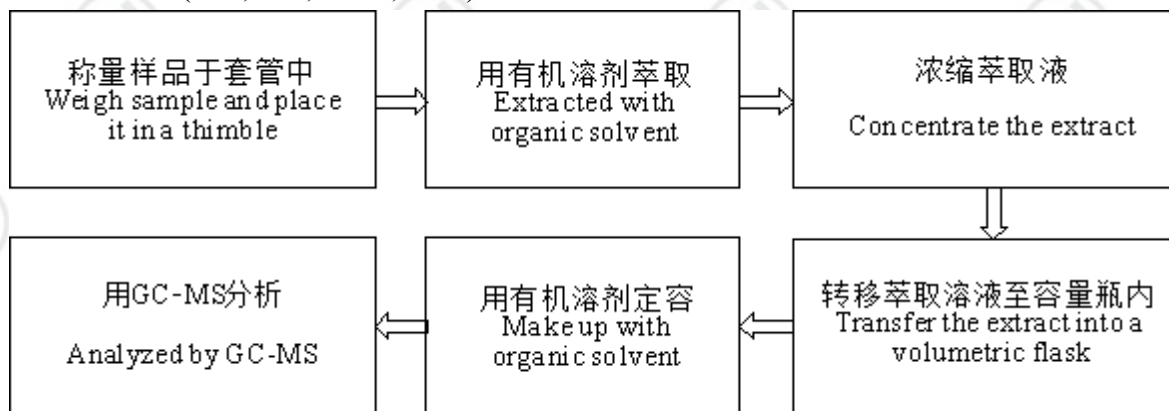 称量样品于套管中
Weigh sample and place
it in a thimble
用有机溶剂萃取
Extracted with
organic solvent
浓缩萃取液
Concentrate the extract
转移萃取溶液至容量瓶内
Transfer the extract into a
volumetric flask
用有机溶剂定容
Make up with
organic solvent
用GC-MS分析
Analyzed by GC-MS